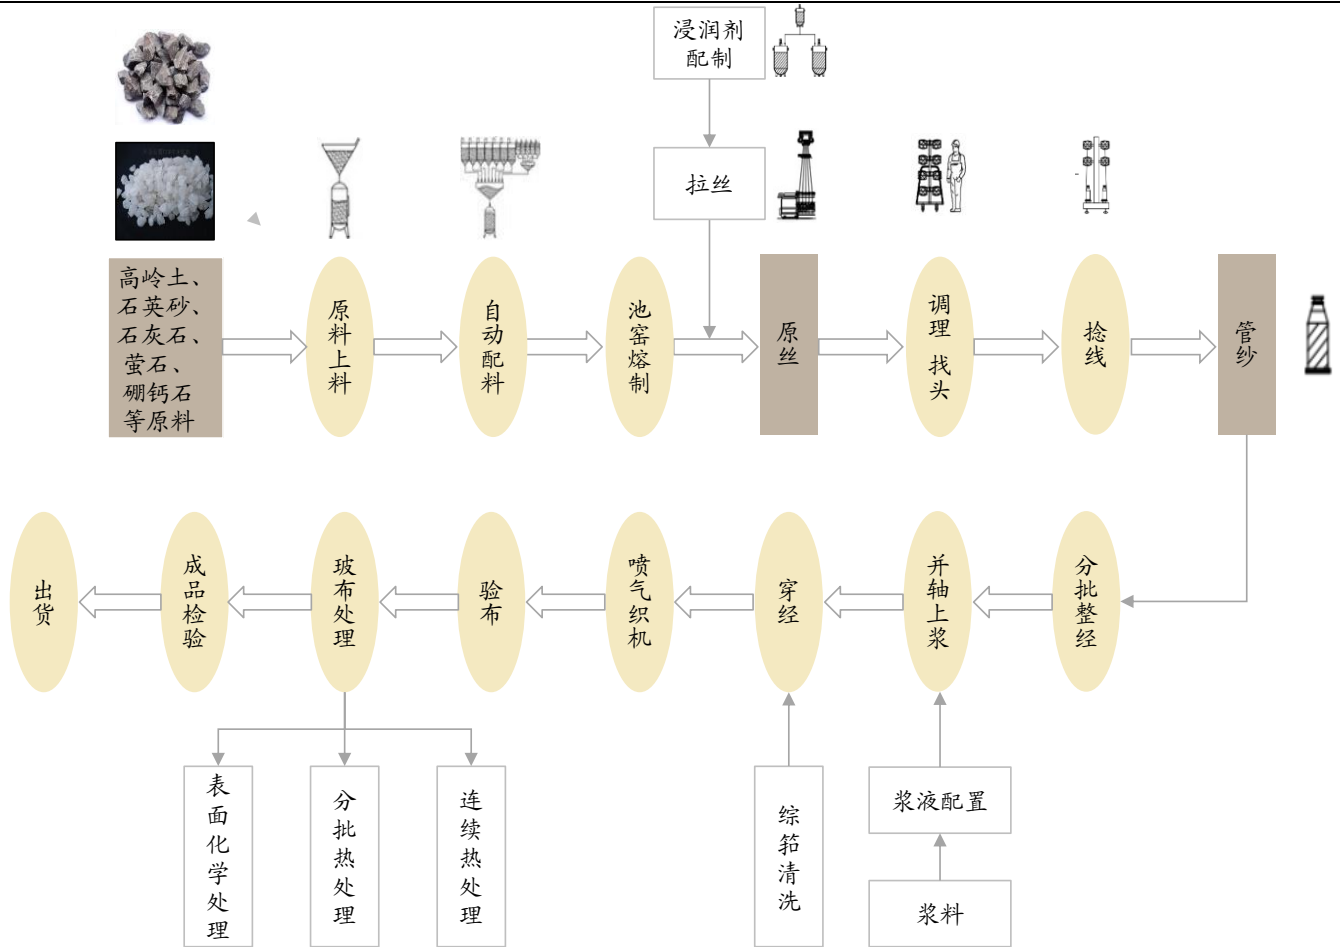 浸润剂
配制
拉丝
高岭土、
石英砂、
石灰石、
萤石、
硼钙石
等原料
原料上料
自动配料
池窑熔制
原丝
调理 找头
捻线
管纱
出货
成品检验
玻布处理
验布
喷气织机
穿经
并轴上浆
分批整经
表面化学处理
分批热处理
连续热处理
综筘清洗
浆液配置
浆料